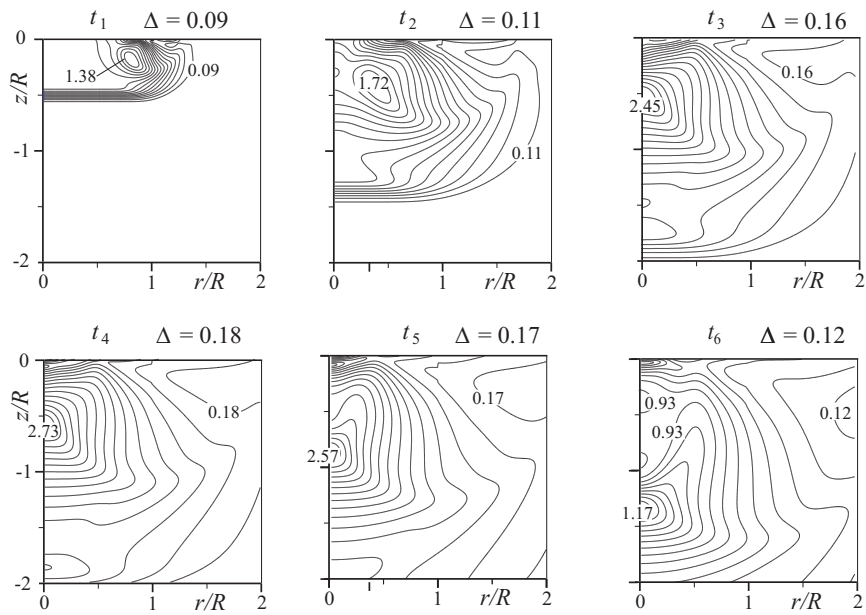 t₁ Δ = 0.09
t₂ Δ = 0.11
t₃ Δ = 0.16
0
z/R
-1
-2
1.38
0.09
0
1
r/R
2
1.72
0.11
0
1
r/R
2
0.16
2.45
0
1
r/R
2
t₄ Δ = 0.18
t₅ Δ = 0.17
t₆ Δ = 0.12
0
z/R
-1
-2
0.18
2.73
0
1
r/R
2
0.17
2.57
0
1
r/R
2
0.93
0.12
0.93
1.17
0
1
r/R
2